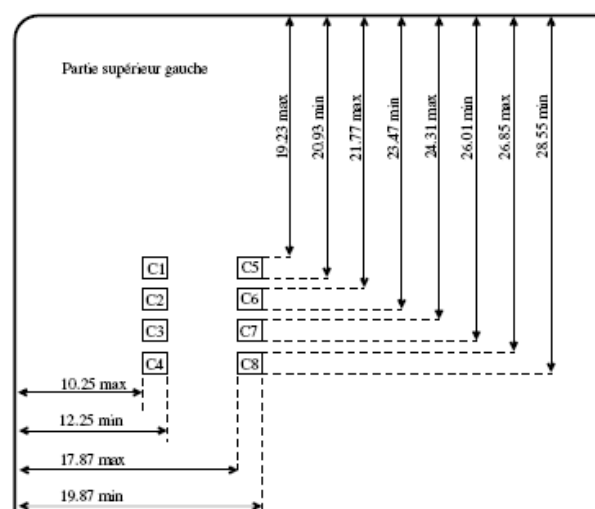 Partie supérieur gauche
19.23 max
20.93 min
21.77 max
23.47 min
24.31 max
26.01 min
26.85 max
28.55 min
C1 C5
C2 C6
C3 C7
C4 C8
10.25 max
12.25 min
17.87 max
19.87 min